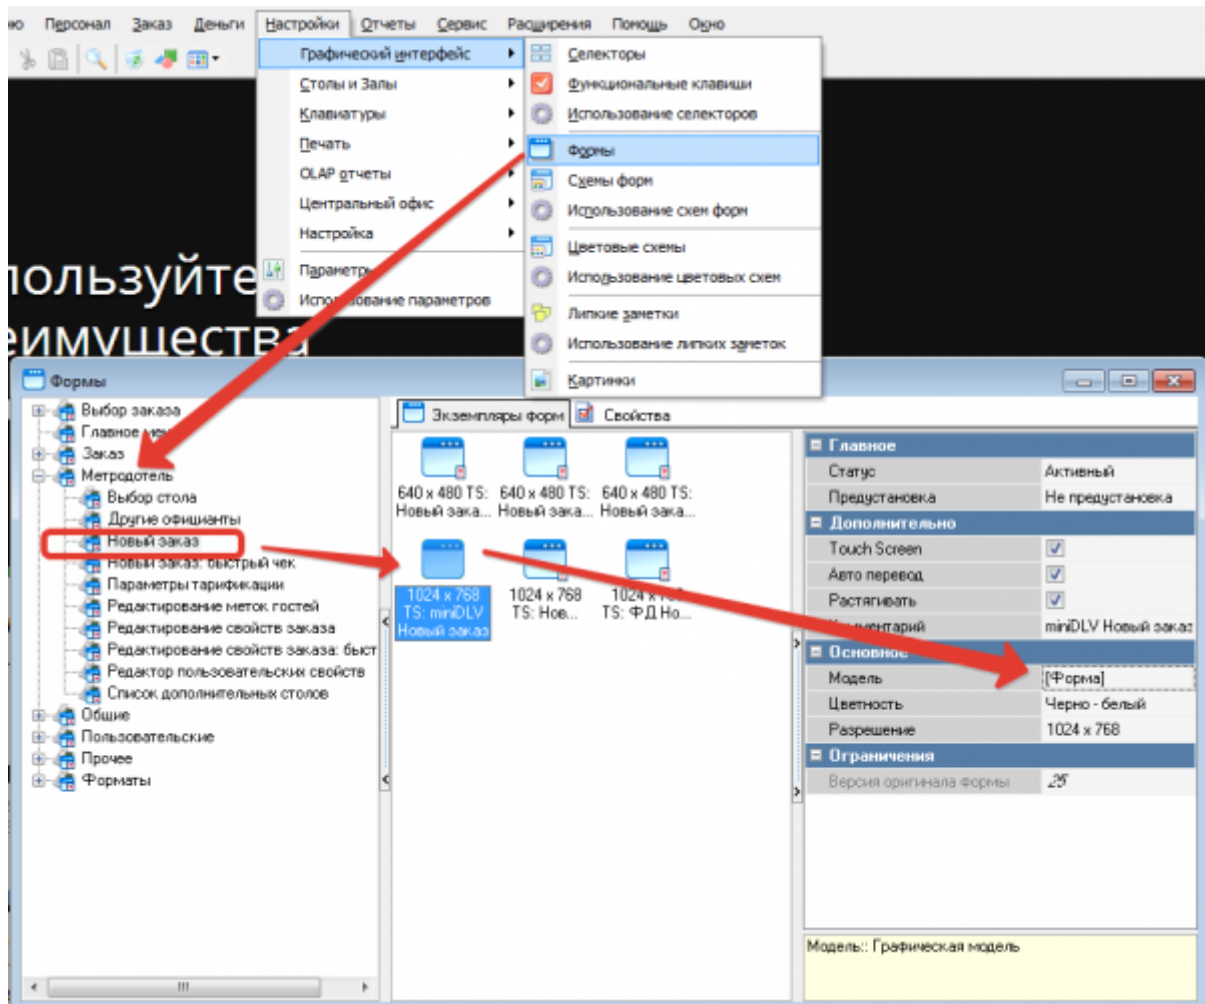 ню Персонал Заказ Деньги Настройки Отчеты Сервис Расширения Помощь Окно
Графический интерфейс
Столы и Залы
Клавиатуры
Печать
OLAP отчеты
Центральный офис
Настройка
Параметры
Использование параметров
Селекторы
Функциональные клавиши
Использование селекторов
Формы
Схемы форм
Использование схем форм
Цветовые схемы
Использование цветовых схем
Липкие заметки
Использование липких заметок
Картинки
пользуйте
еимущества
Формы
Выбор заказа
Главное
Заказ
Метродотель
Выбор стола
Другие официанты
Новый заказ
Новый заказ: быстрый чек
Параметры тарификации
Редактирование меток гостей
Редактирование свойств заказа
Редактирование свойств заказа: быст
Редактор пользовательских свойств
Список дополнительных столов
Общие
Пользовательские
Прочее
Форматы
Экземпляры форм Свойства
640 x 480 TS: 640 x 480 TS: 640 x 480 TS:
Новый зака... Новый зака... Новый зака...
1024 x 768 1024 x 768 1024 x 768
TS: miniDLV TS: Нов... TS: ФД Но...
Новый заказ
Главное
Статус Активный
Предустановка Не предустановка
Дополнительно
Touch Screen
Авто перевод
Растягивать
Комментарий miniDLV Новый заказ
Основное
Модель [Форма]
Цветность Черно - белый
Разрешение 1024 x 768
Ограничения
Версия оригинала формы 25
Модель:: Графическая модель